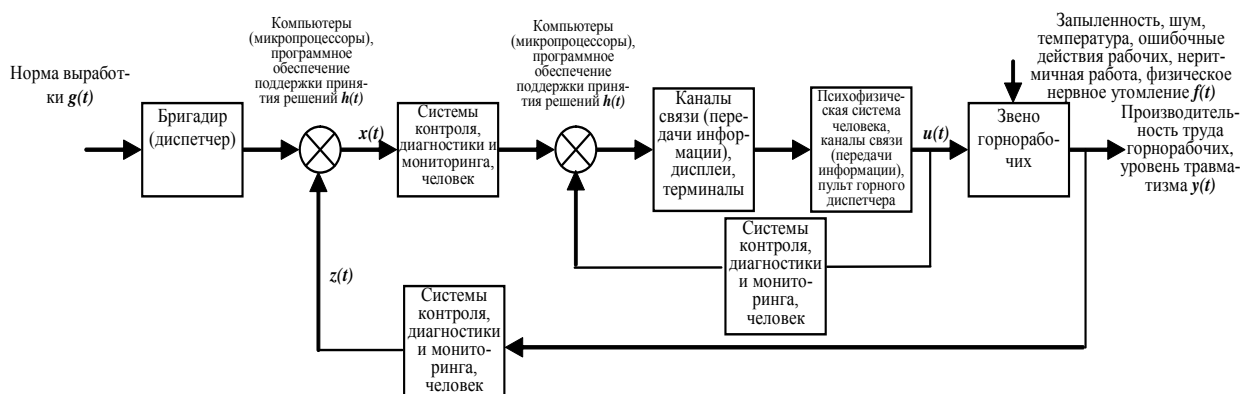 Норма выработ-
ки g(t)
Бригадир
(диспетчер)
Компьютеры
(микропроцессоры),
программное
обеспечение
поддержки приня-
тия решений h(t)
x(t)
z(t)
Системы
контроля,
диагностики и
мониторинга,
человек
Компьютеры
(микропроцессоры),
программное
обеспечение
поддержки приня-
тия решений h(t)
Каналы
связи (пере-
дачи инфор-
мации),
дисплеи,
терминалы
Психофизиче-
ская система
человека,
каналы связи
(передачи
информации),
пульт горного
диспетчера
u(t)
Звено
горнорабо-
чих
Запыленность, шум,
температура, ошибочные
действия рабочих, нерит-
мичная работа, физическое
нервное утомление f(t)
Производитель-
ность труда
горнорабочих,
уровень травма-
тизма y(t)
Системы
контроля,
диагностики
и монито-
ринга,
человек
Системы
контроля,
диагностики
и монито-
ринга,
человек